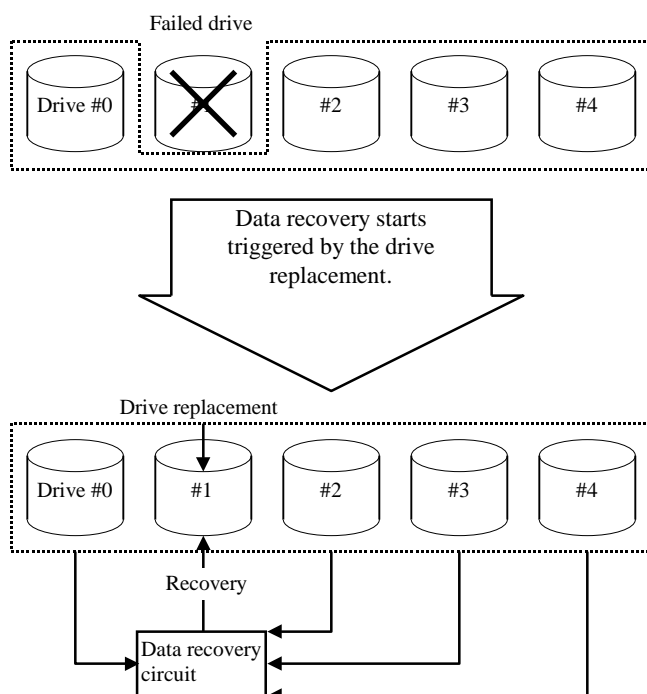 Failed drive
Drive #0
#1
#2
#3
#4
Data recovery starts
triggered by the drive
replacement.
Drive replacement
Drive #0
#1
#2
#3
#4
Recovery
Data recovery
circuit